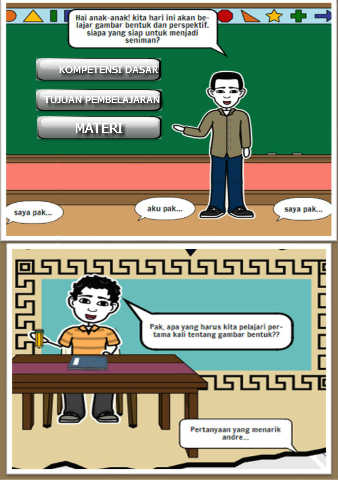 Hai anak-anak! kita hari ini akan be-
lajar gambar bentuk dan perspektif.
siapa yang siap untuk menjadi
seniman?
KOMPETENSI DASAR
TUJUAN PEMBELAJARAN
MATERI
saya pak...
aku pak...
saya pak...
Pak, apa yang harus kita pelajari per-
tama kali tentang gambar bentuk??
Pertanyaan yang menarik
andre...